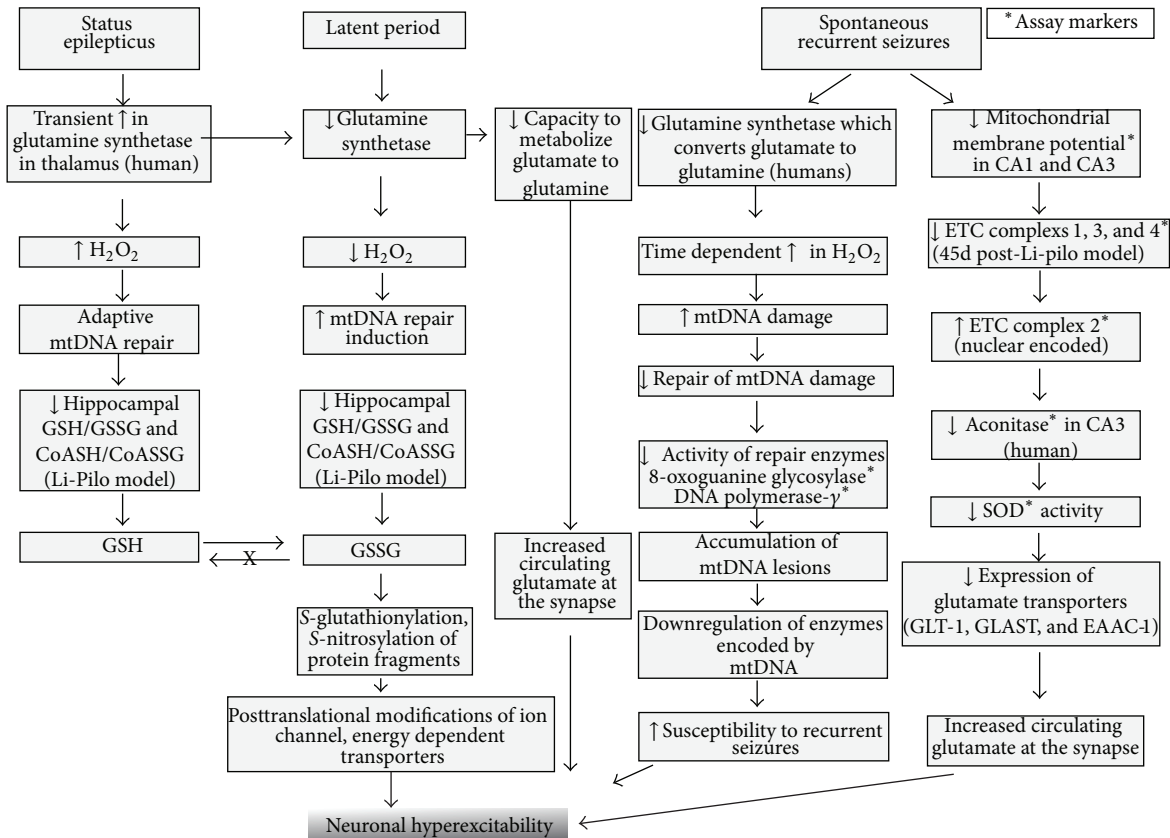 Status
epilepticus
Transient ↑ in
glutamine synthetase
in thalamus (human)
↑ H₂O₂
Adaptive
mtDNA repair
↓ Hippocampal
GSH/GSSG and
CoASH/CoASSG
(Li-Pilo model)
GSH
X
Latent period
↓ Glutamine
synthetase
↓ H₂O₂
↑ mtDNA repair
induction
↓ Hippocampal
GSH/GSSG and
CoASH/CoASSG
(Li-Pilo model)
GSSG
S-glutathionylation,
S-nitrosylation of
protein fragments
Posttranslational modifications of ion
channel, energy dependent
transporters
↓ Capacity to
metabolize
glutamate to
glutamine
Increased
circulating
glutamate at
the synapse
Spontaneous
recurrent seizures
* Assay markers
↓ Glutamine synthetase which
converts glutamate to
glutamine (humans)
Time dependent ↑ in H₂O₂
↑ mtDNA damage
↓ Repair of mtDNA damage
↓ Activity of repair enzymes
8-oxoguanine glycosylase*
DNA polymerase-γ*
Accumulation of
mtDNA lesions
Downregulation of enzymes
encoded by
mtDNA
↑ Susceptibility to recurrent
seizures
↓ Mitochondrial
membrane potential*
in CA1 and CA3
↓ ETC complexs 1, 3, and 4*
(45d post-Li-pilo model)
↑ ETC complex 2*
(nuclear encoded)
↓ Aconitase* in CA3
(human)
↓ SOD* activity
↓ Expression of
glutamate transporters
(GLT-1, GLAST, and EAAC-1)
Increased circulating
glutamate at the synapse
Neuronal hyperexcitability